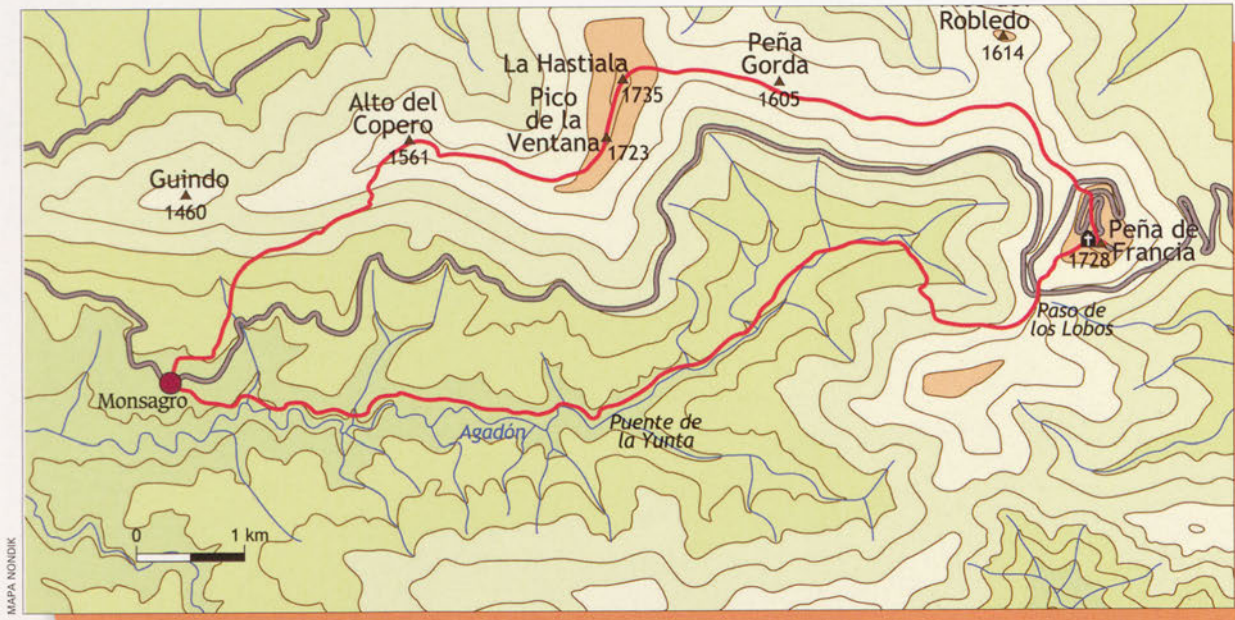 Robledo
1614
Peña
Gorda
1605
La Hastiala
1735
Pico
de la
Ventana
1723
Alto del
Copero
1561
Guindo
1460
Peña de
Francia
1728
Paso de
los Lobos
Monsagro
Agadón
Puente de
la Yunta
0 1 km
MAPA NONDIK